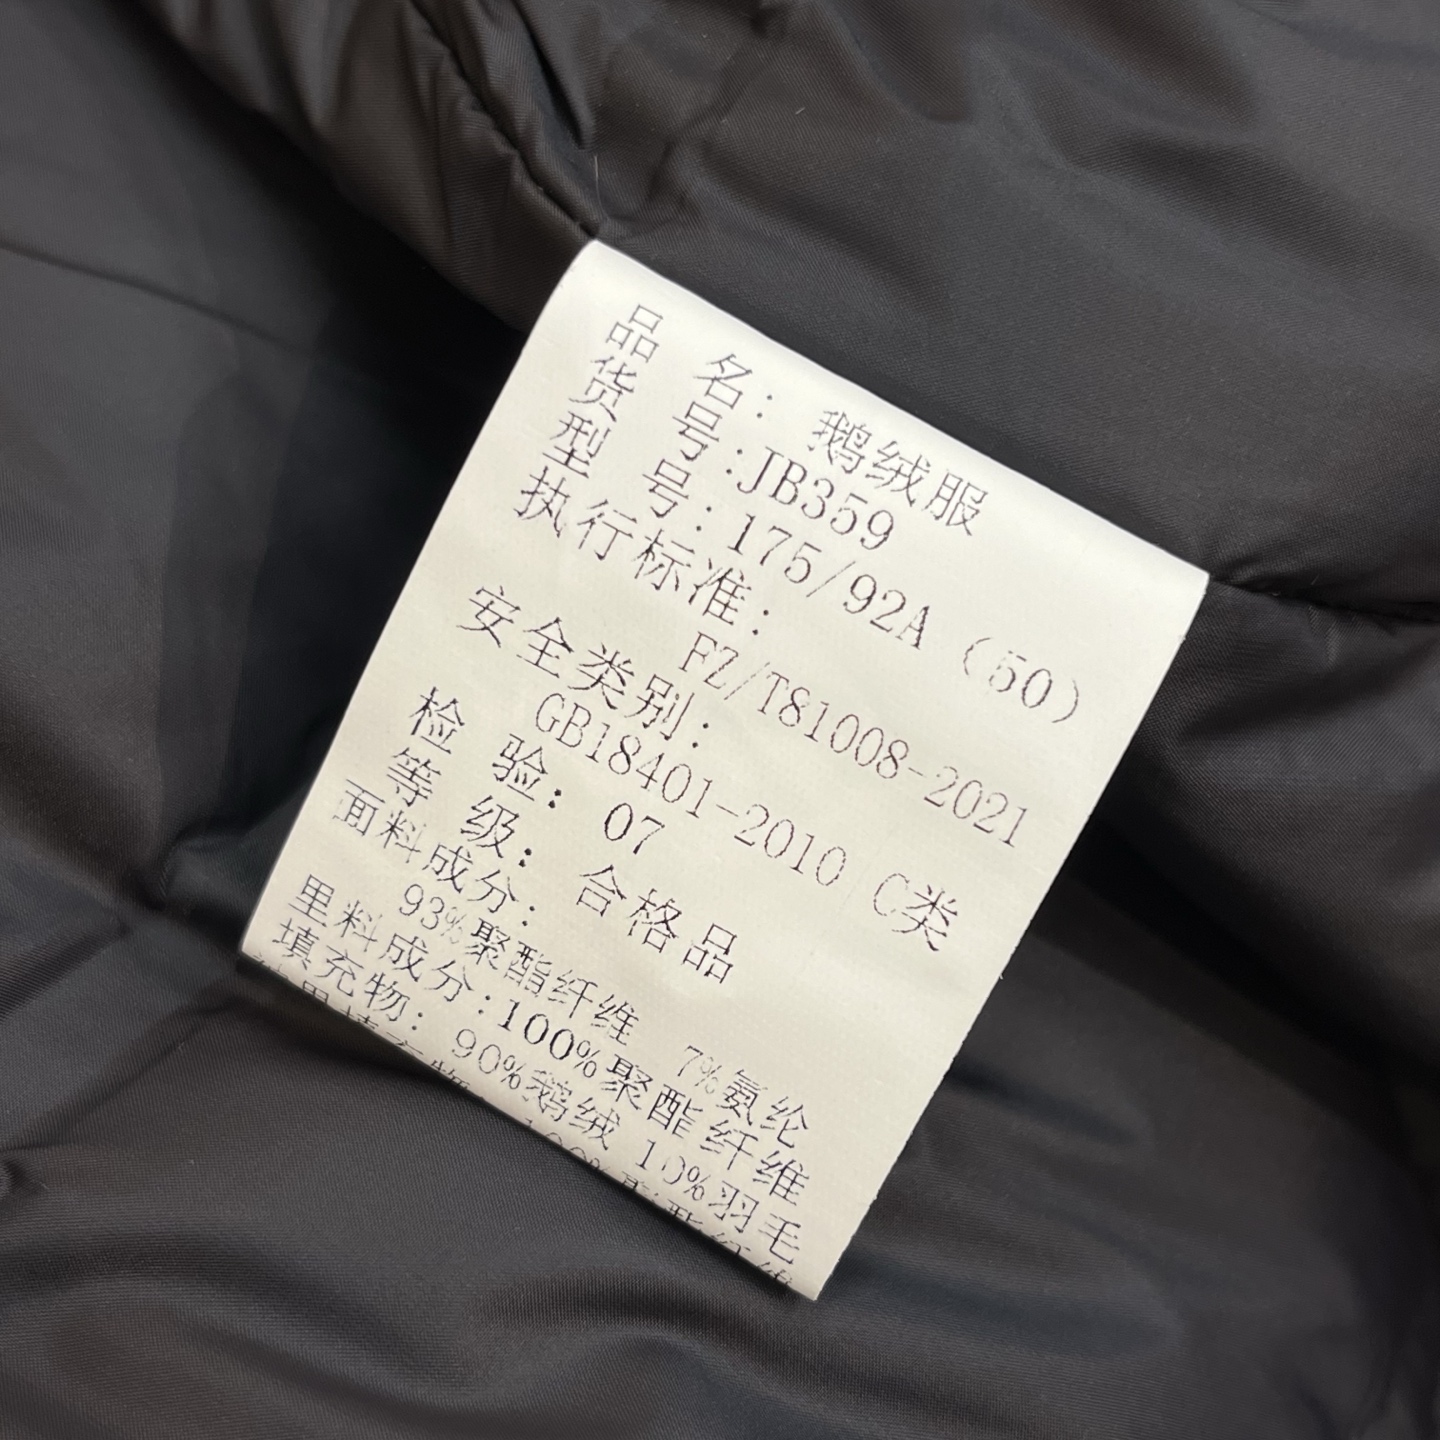 品 名: 鹅绒服
货 号:JB359
型 号:175/92A (50)
执行标准:
FZ/T81008-2021
安全类别:
GB18401-2010 C类
检 验: 07
等 级: 合格品
面料成分:
93%聚酯纤维 7%氨纶
里料成分:100%聚酯纤维
填充物: 90%鹅绒 10%羽毛